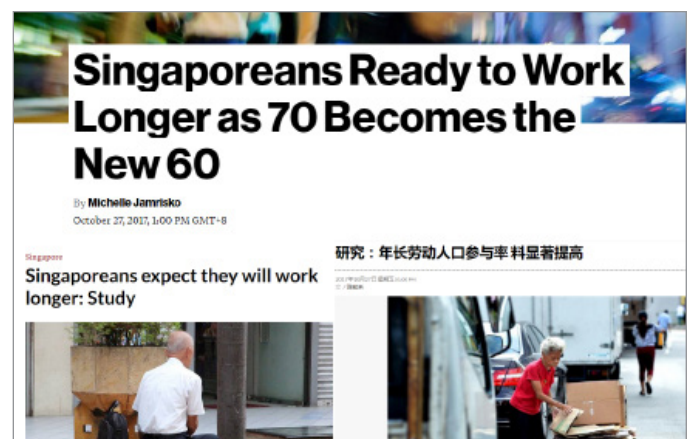 Singaporeans Ready to Work
Longer as 70 Becomes the
New 60
By Michelle Jamrisko
October 27, 2017, 1:00 PM GMT+8
Singapore
Singaporeans expect they will work
longer: Study
研究：年长劳动人口参与率 料显著提高